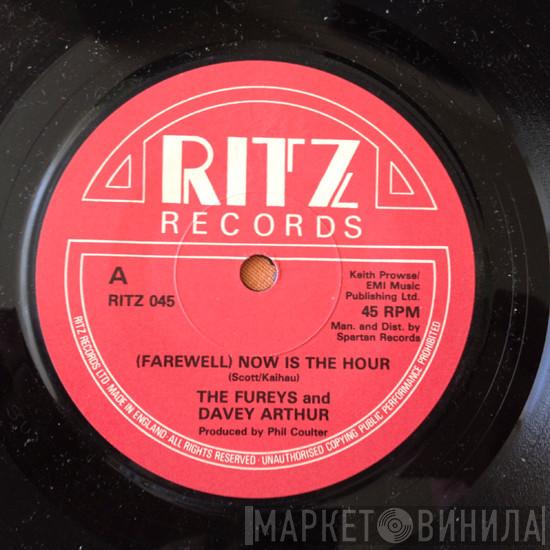 RITZ
RECORDS
A
RITZ 045
Keith Prowse/
EMI Music
Publishing Ltd.
45 RPM
Man. and Dist. by
Spartan Records
(FAREWELL) NOW IS THE HOUR
(Scott/Kaihau)
THE FUREYS and
DAVEY ARTHUR
Produced by Phil Coulter
RITZ RECORDS LTD · MADE IN ENGLAND · ALL RIGHTS RESERVED · UNAUTHORISED COPYING PUBLIC PERFORMANCE PROHIBITED
МАРКЕТ ВИНИЛА